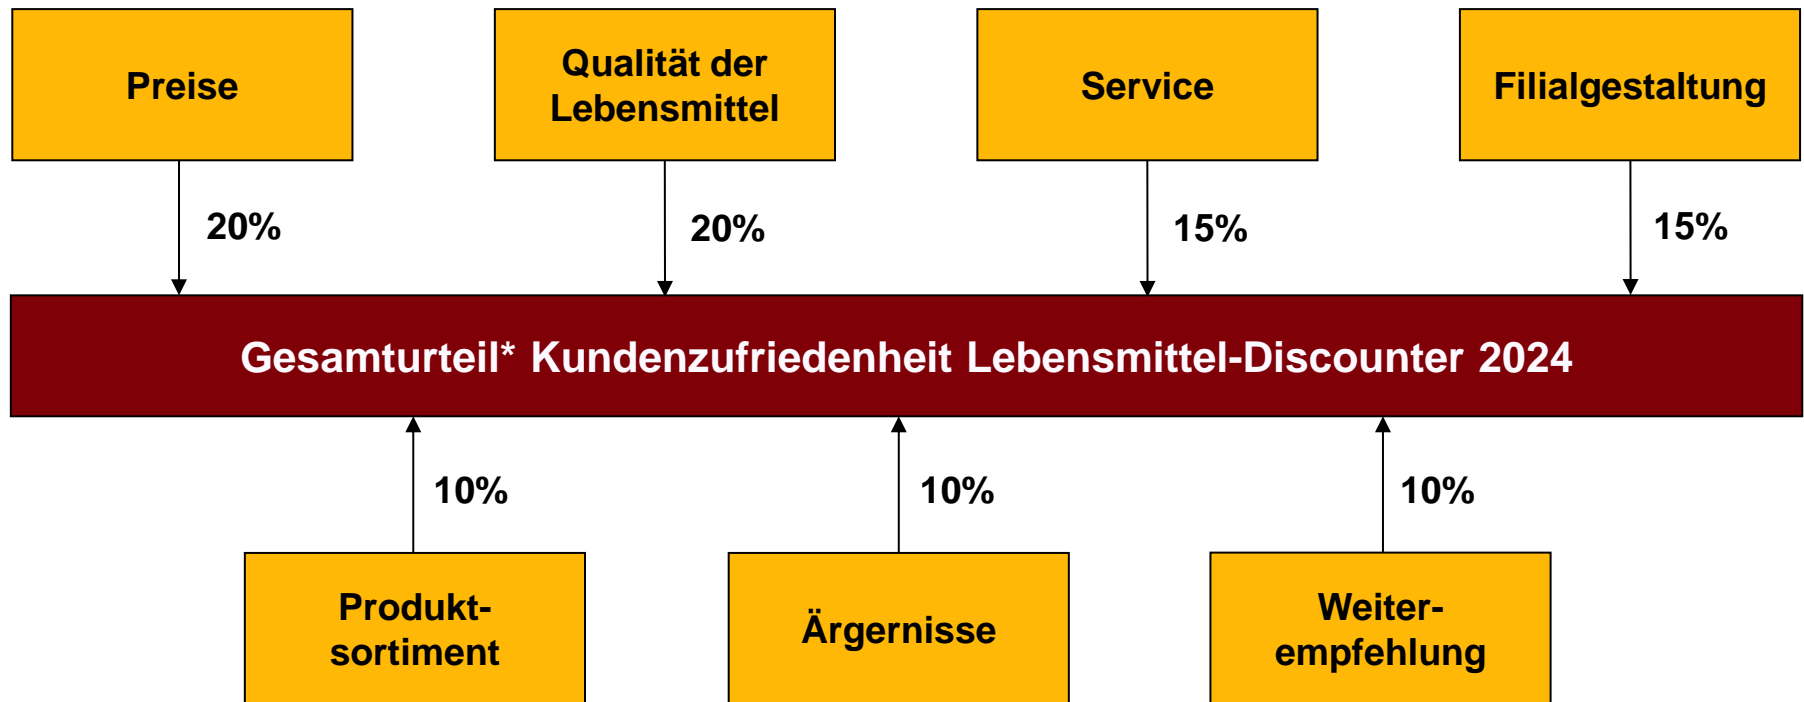 Preise
Qualität der
Lebensmittel
Service
Filialgestaltung
20%
20%
15%
15%
Gesamturteil* Kundenzufriedenheit Lebensmittel-Discounter 2024
10%
10%
10%
Produkt-
sortiment
Ärgernisse
Weiter-
empfehlung